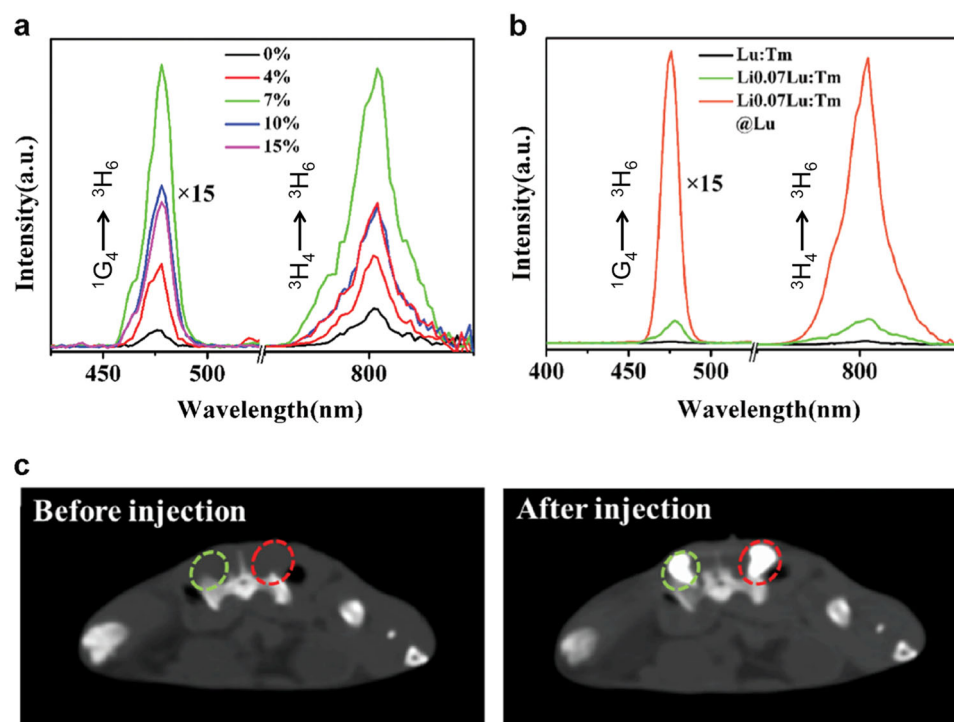 a
0%
4%
7%
10%
15%
×15
¹G₄ → ³H₆
³H₄ → ³H₆
Intensity(a.u.)
450 500 800
Wavelength(nm)
b
Lu:Tm
Li0.07Lu:Tm
Li0.07Lu:Tm
@Lu
×15
¹G₄ → ³H₆
³H₄ → ³H₆
Intensity(a.u.)
400 450 500 800
Wavelength(nm)
c
Before injection
After injection